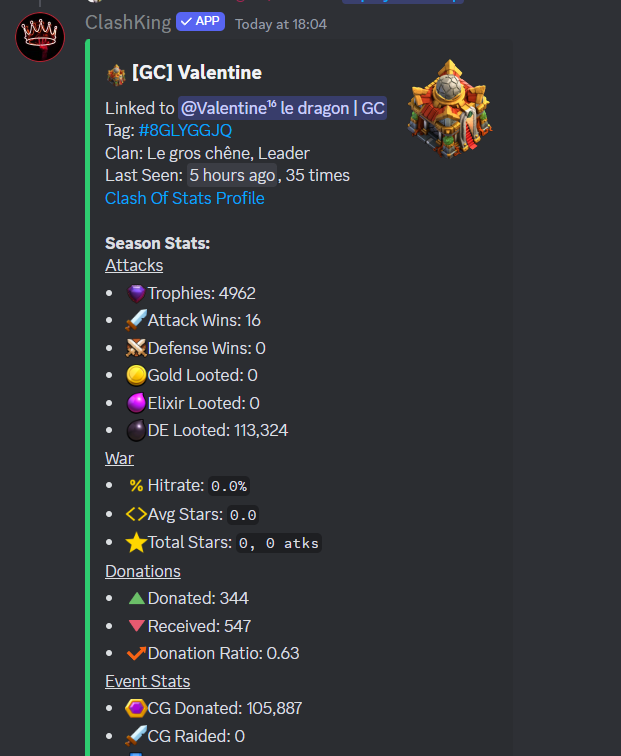 ClashKing ✓ APP Today at 18:04
[GC] Valentine
Linked to @Valentine¹⁶ le dragon | GC
Tag: #8GLYGGJQ
Clan: Le gros chêne, Leader
Last Seen: 5 hours ago, 35 times
Clash Of Stats Profile
Season Stats:
Attacks
• Trophies: 4962
• Attack Wins: 16
• Defense Wins: 0
• Gold Looted: 0
• Elixir Looted: 0
• DE Looted: 113,324
War
• % Hitrate: 0.0%
• <>Avg Stars: 0.0
• Total Stars: 0, 0 atks
Donations
• Donated: 344
• Received: 547
• Donation Ratio: 0.63
Event Stats
• CG Donated: 105,887
• CG Raided: 0